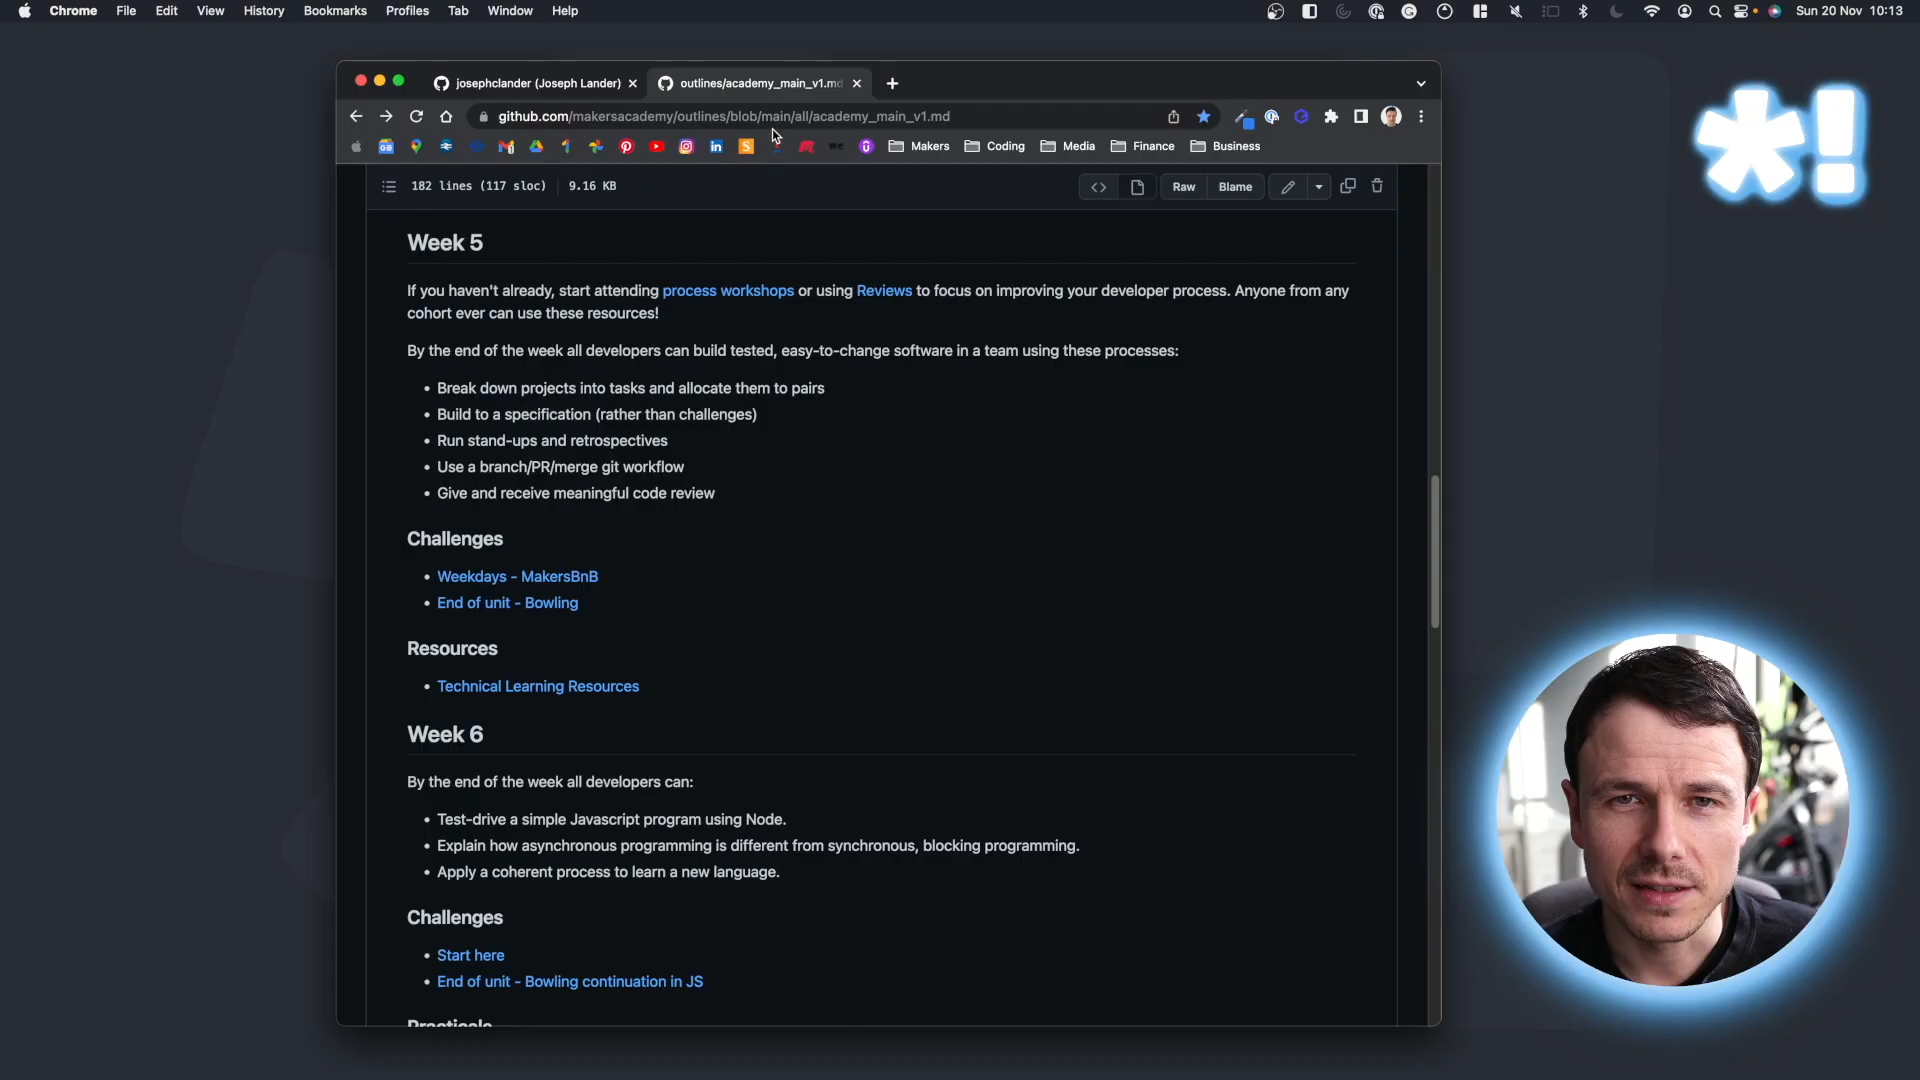 Chrome File Edit View History Bookmarks Profiles Tab Window Help Sun 20 Nov 10:13
josephclander (Joseph Lander) outlines/academy_main_v1.md
github.com/makersacademy/outlines/blob/main/all/academy_main_v1.md
Makers Coding Media Finance Business
182 lines (117 sloc) 9.16 KB Raw Blame
Week 5
If you haven't already, start attending process workshops or using Reviews to focus on improving your developer process. Anyone from any
cohort ever can use these resources!
By the end of the week all developers can build tested, easy-to-change software in a team using these processes:
• Break down projects into tasks and allocate them to pairs
• Build to a specification (rather than challenges)
• Run stand-ups and retrospectives
• Use a branch/PR/merge git workflow
• Give and receive meaningful code review
Challenges
• Weekdays - MakersBnB
• End of unit - Bowling
Resources
• Technical Learning Resources
Week 6
By the end of the week all developers can:
• Test-drive a simple Javascript program using Node.
• Explain how asynchronous programming is different from synchronous, blocking programming.
• Apply a coherent process to learn a new language.
Challenges
• Start here
• End of unit - Bowling continuation in JS
Practicals
*!